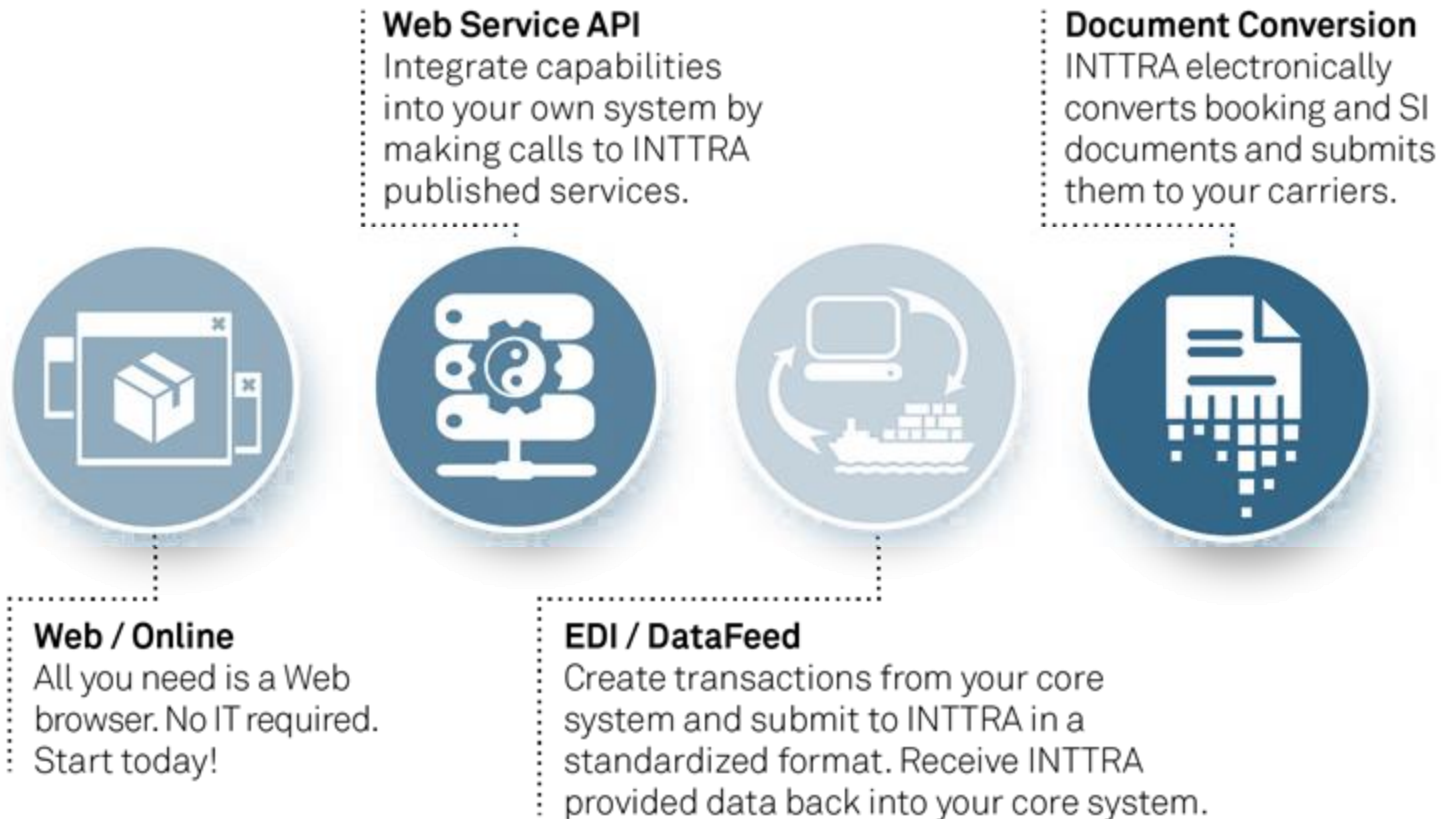 Web Service API
Integrate capabilities
into your own system by
making calls to INTTRA
published services.
Document Conversion
INTTRA electronically
converts booking and SI
documents and submits
them to your carriers.
Web / Online
All you need is a Web
browser. No IT required.
Start today!
EDI / DataFeed
Create transactions from your core
system and submit to INTTRA in a
standardized format. Receive INTTRA
provided data back into your core system.